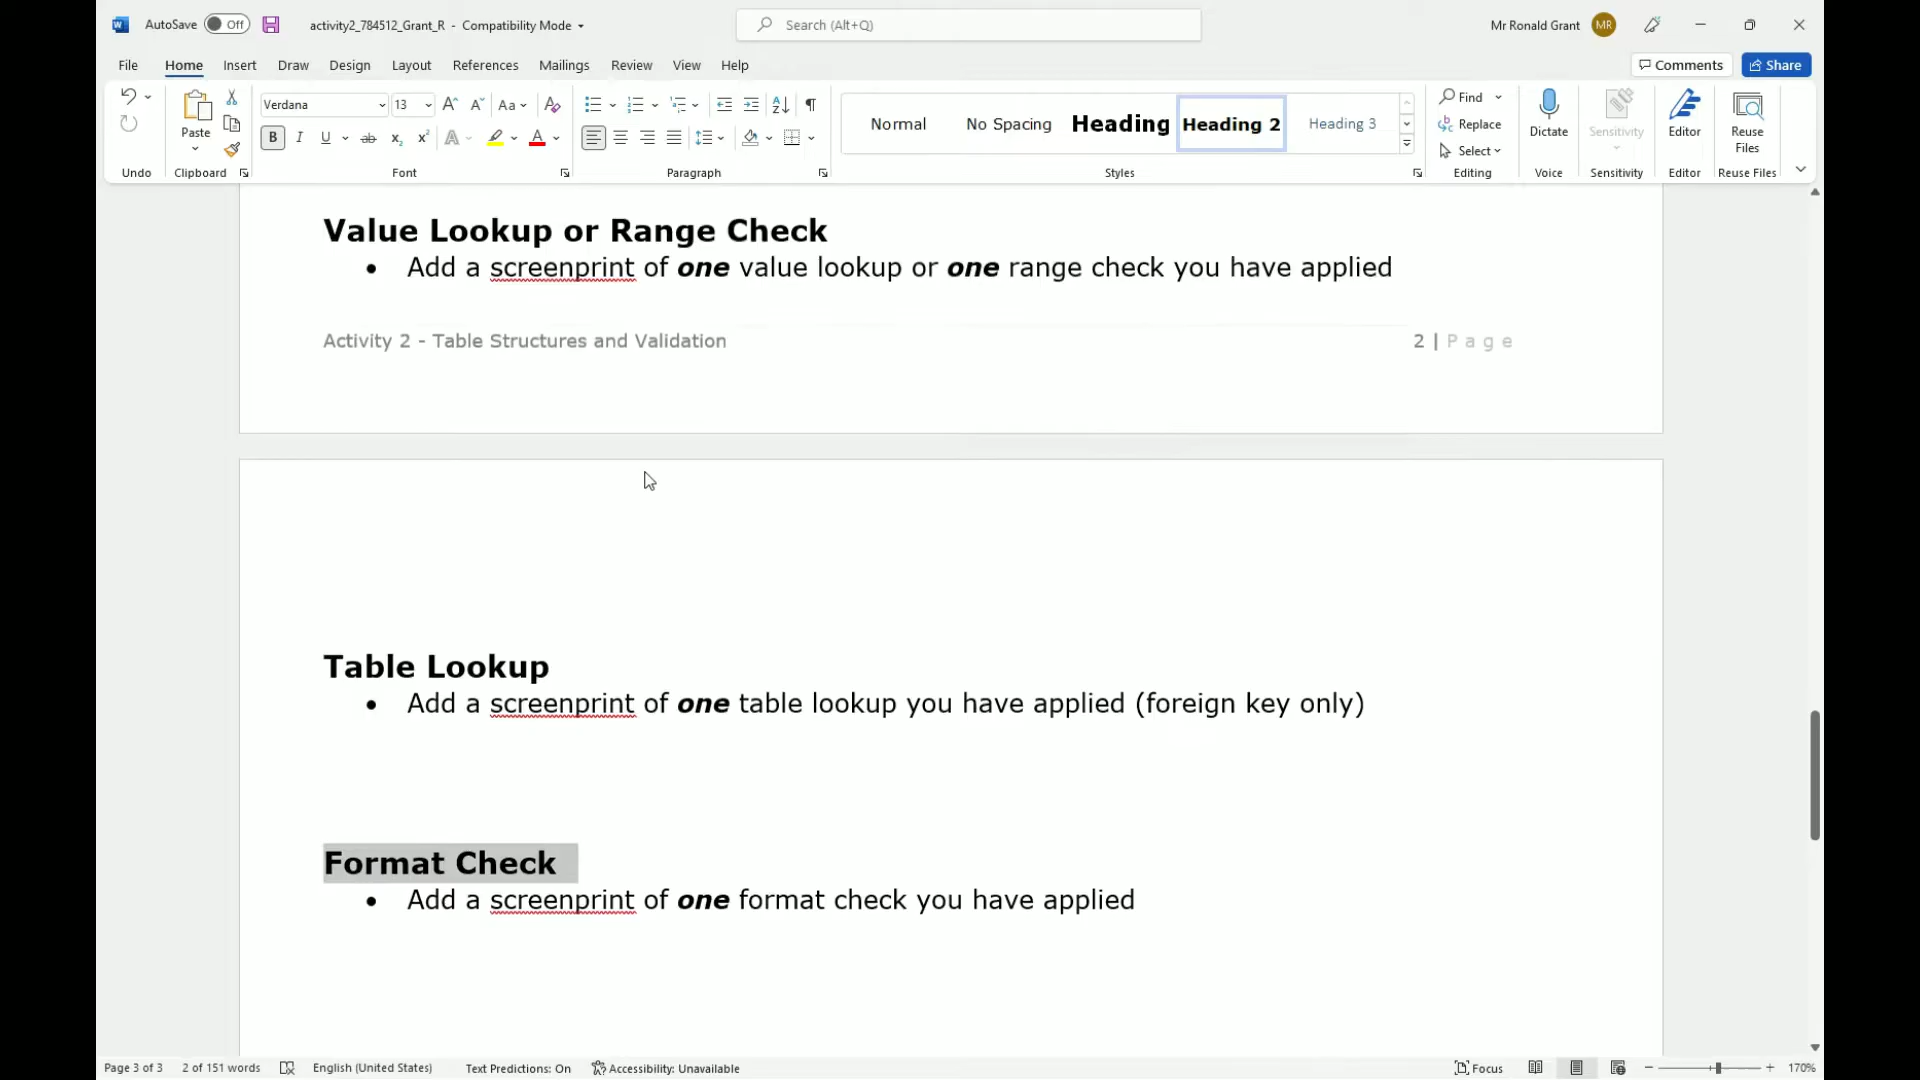 AutoSave Off activity2_784512_Grant_R - Compatibility Mode Search (Alt+Q) Mr Ronald Grant MR
File Home Insert Draw Design Layout References Mailings Review View Help Comments Share
Verdana 13 Aa Find
Paste Normal No Spacing Heading Heading 2 Heading 3 Replace Dictate Sensitivity Editor Reuse Files
B I U ab x₂ x² A A Select
Undo Clipboard Font Paragraph Styles Editing Voice Sensitivity Editor Reuse Files
Value Lookup or Range Check
• Add a screenprint of one value lookup or one range check you have applied
Activity 2 - Table Structures and Validation 2 | Page
Table Lookup
• Add a screenprint of one table lookup you have applied (foreign key only)
Format Check
• Add a screenprint of one format check you have applied
Page 3 of 3 2 of 151 words English (United States) Text Predictions: On Accessibility: Unavailable Focus 170%